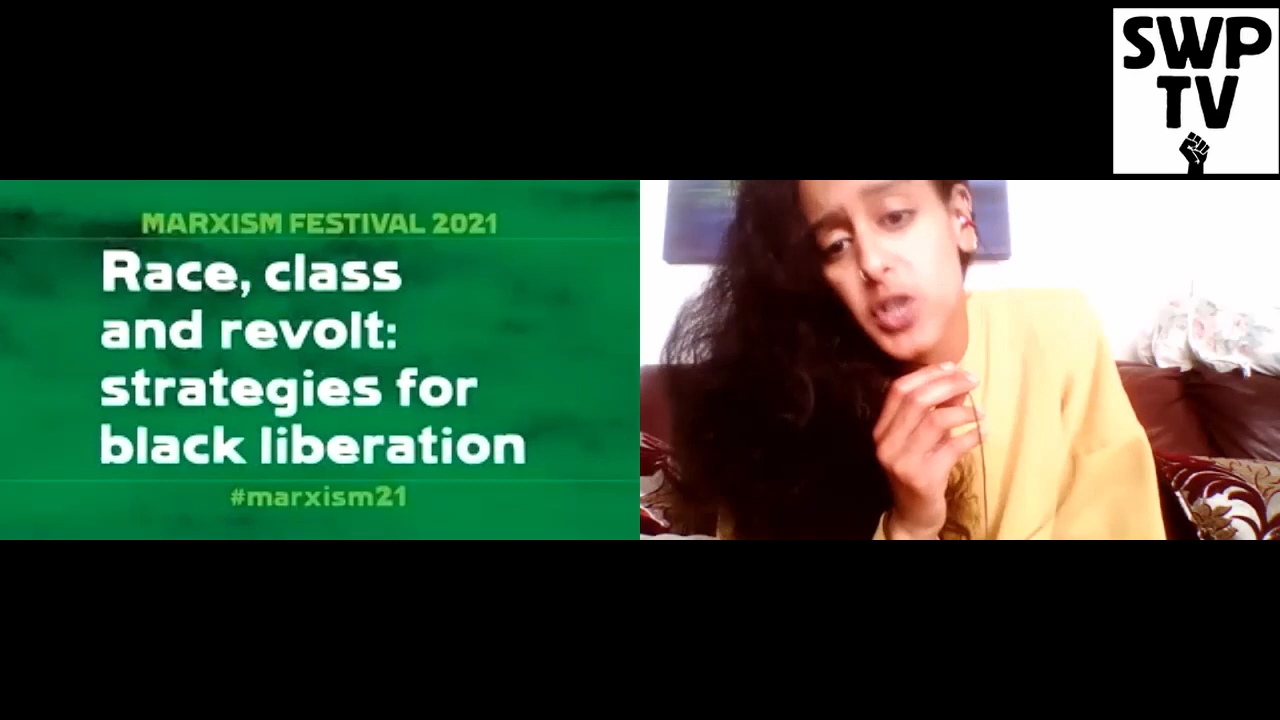 SWP
TV
MARXISM FESTIVAL 2021
Race, class
and revolt:
strategies for
black liberation
#marxism21